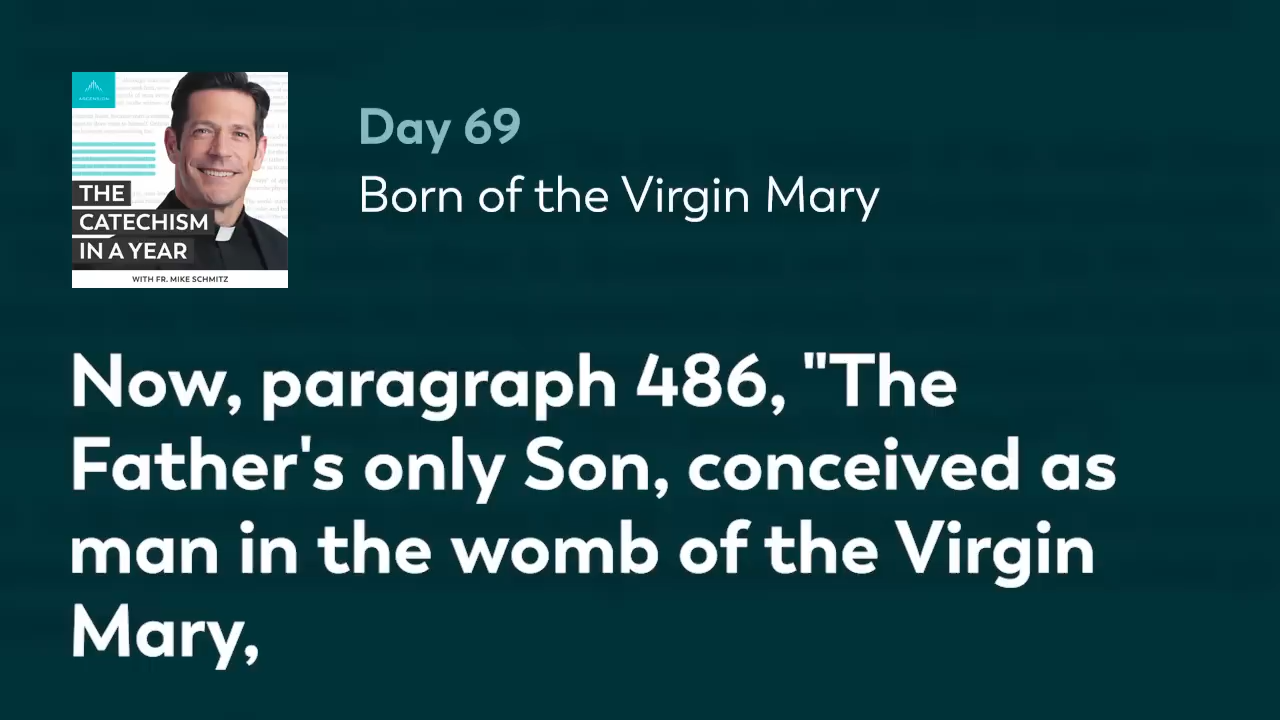 ASCENSION
THE
CATECHISM
IN A YEAR
WITH FR. MIKE SCHMITZ
Day 69
Born of the Virgin Mary
Now, paragraph 486, "The
Father's only Son, conceived as
man in the womb of the Virgin
Mary,